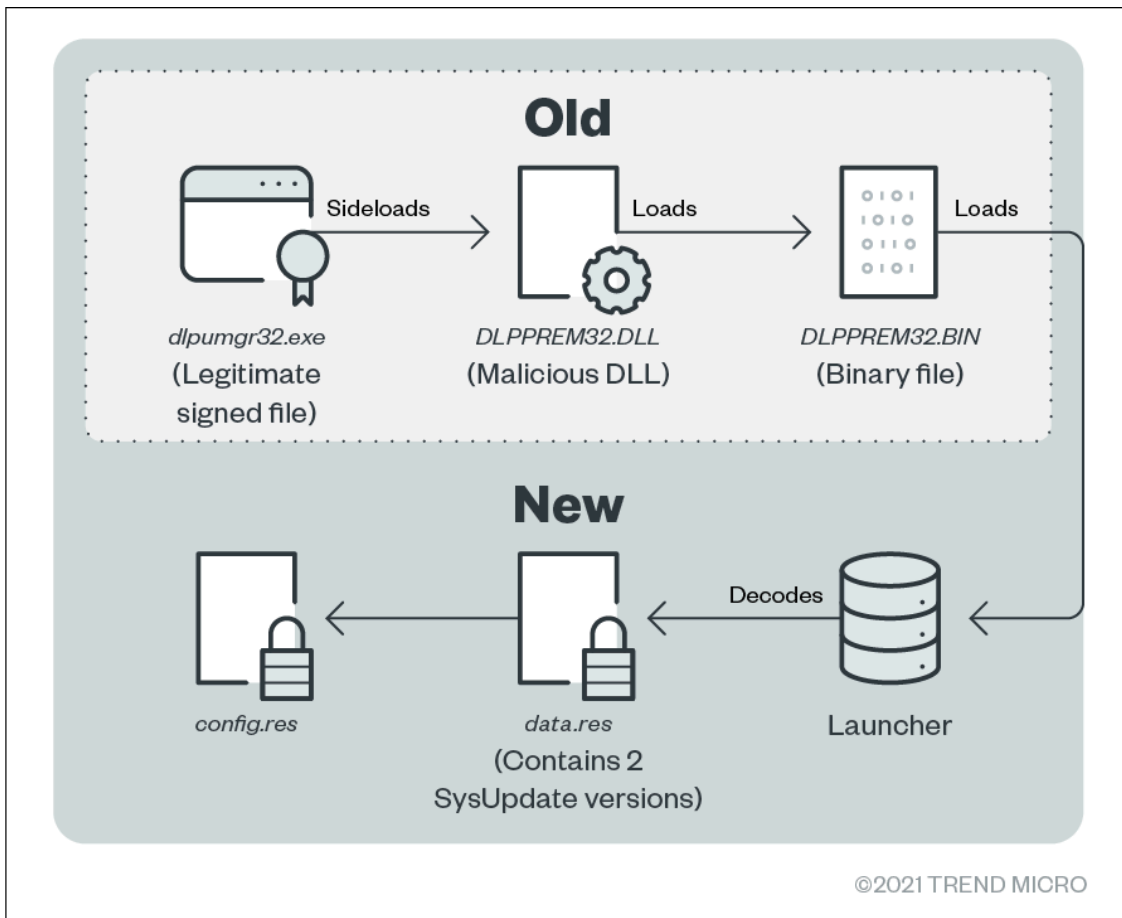 Old
Sideloads
Loads
Loads
dlpumgr32.exe
(Legitimate
signed file)
DLPPREM32.DLL
(Malicious DLL)
DLPPREM32.BIN
(Binary file)
New
Decodes
config.res
data.res
(Contains 2
SysUpdate versions)
Launcher
©2021 TREND MICRO